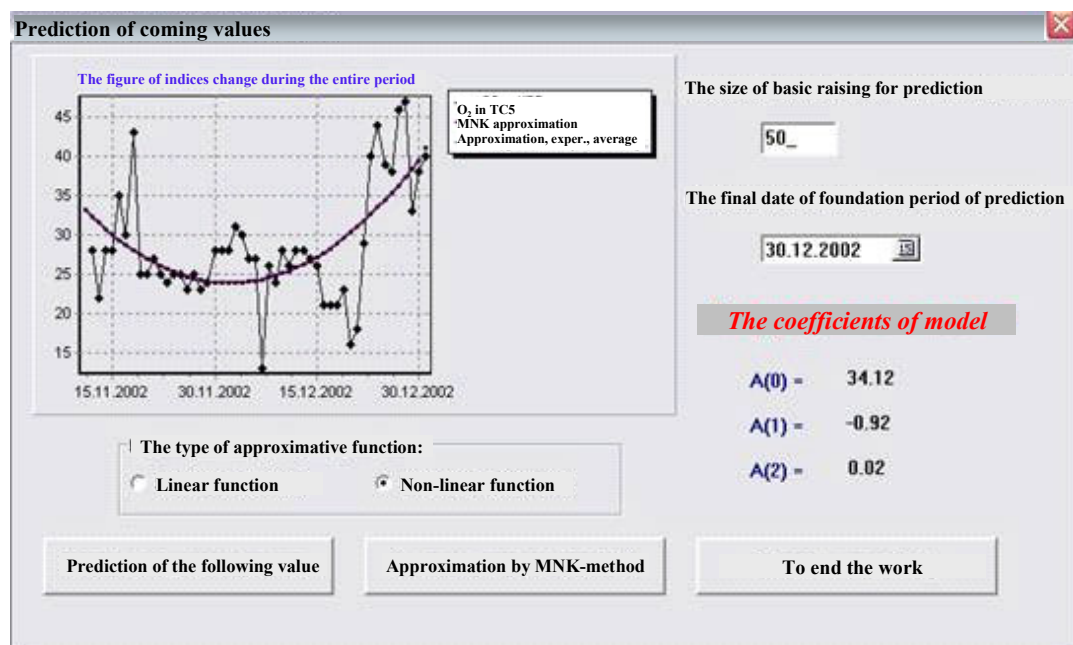 Prediction of coming values
The figure of indices change during the entire period
45
40
35
30
25
20
15
15.11.2002 30.11.2002 15.12.2002 30.12.2002
O₂ in TC5
MNK approximation
Approximation, exper., average
The size of basic raising for prediction
50_
The final date of foundation period of prediction
30.12.2002 15
The coefficients of model
A(0) = 34.12
A(1) = -0.92
A(2) = 0.02
The type of approximative function:
Linear function Non-linear function
Prediction of the following value Approximation by MNK-method To end the work